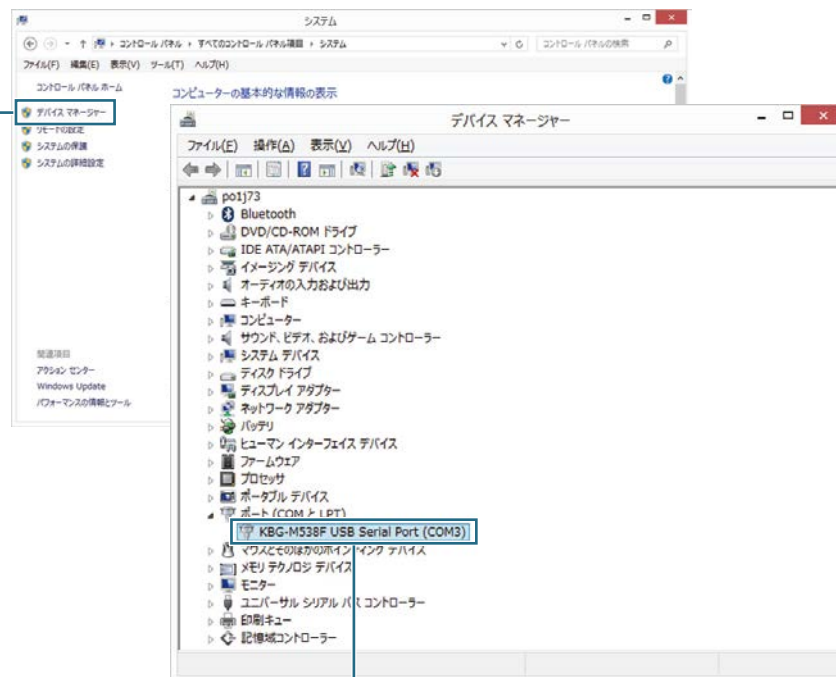 システム
コントロール パネル ▸ すべてのコントロール パネル項目 ▸ システム
コントロール パネルの検索
ファイル(F) 編集(E) 表示(V) ツール(T) ヘルプ(H)
コントロール パネル ホーム
コンピューターの基本的な情報の表示
デバイス マネージャー
リモートの設定
システムの保護
システムの詳細設定
関連項目
アクション センター
Windows Update
パフォーマンスの情報とツール
デバイス マネージャー
ファイル(F) 操作(A) 表示(V) ヘルプ(H)
po1j73
Bluetooth
DVD/CD-ROM ドライブ
IDE ATA/ATAPI コントローラー
イメージング デバイス
オーディオの入力および出力
キーボード
コンピューター
サウンド、ビデオ、およびゲーム コントローラー
システム デバイス
ディスク ドライブ
ディスプレイ アダプター
ネットワーク アダプター
バッテリ
ヒューマン インターフェイス デバイス
ファームウェア
プロセッサ
ポータブル デバイス
ポート (COM と LPT)
KBG-M538F USB Serial Port (COM3)
マウスとそのほかのポインティング デバイス
メモリ テクノロジ デバイス
モニター
ユニバーサル シリアル バス コントローラー
印刷キュー
記憶域コントローラー